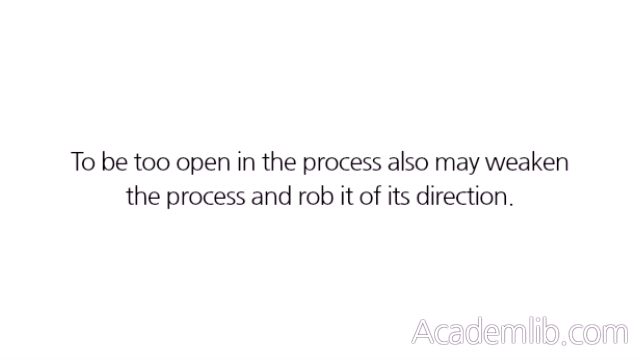 To be too open in the process also may weaken
the process and rob it of its direction.
Academlib.com